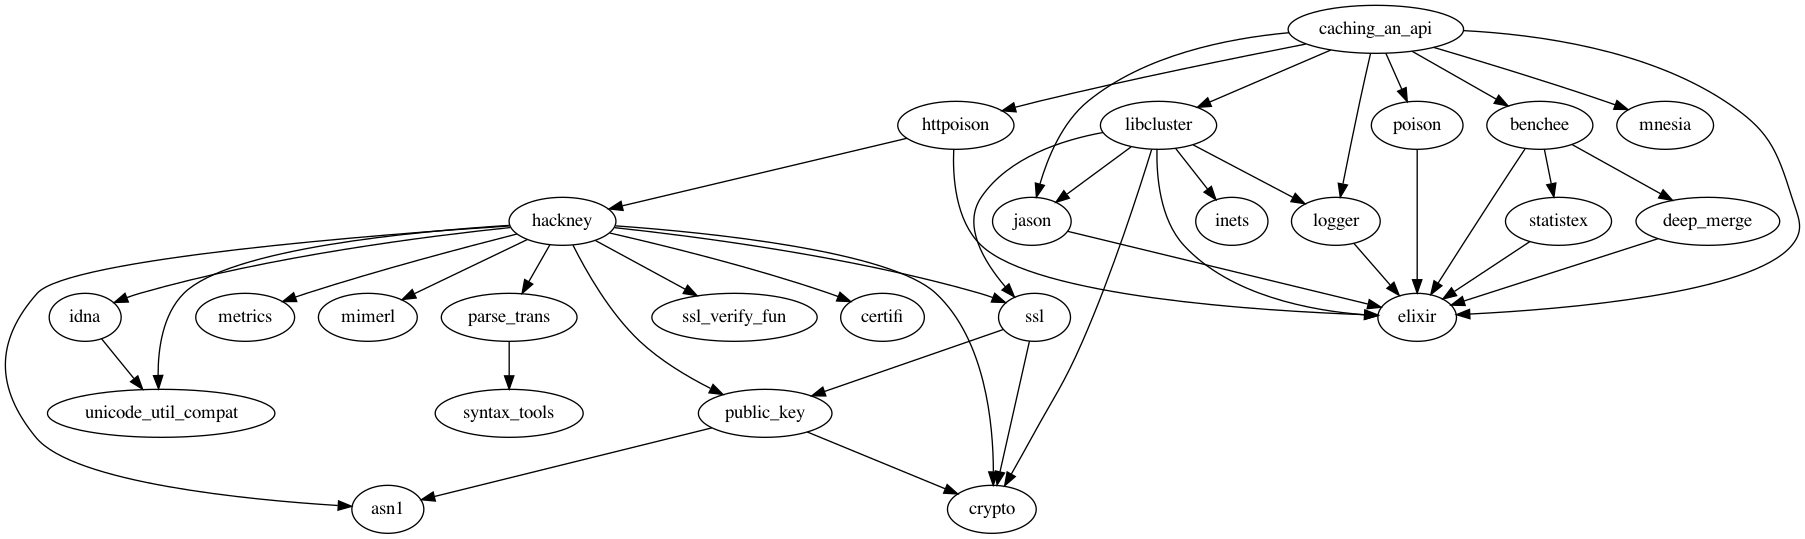 caching_an_api
httpoison
libcluster
poison
benchee
mnesia
hackney
jason
inets
logger
statistex
deep_merge
idna
metrics
mimerl
parse_trans
ssl_verify_fun
certifi
ssl
elixir
unicode_util_compat
syntax_tools
public_key
asn1
crypto